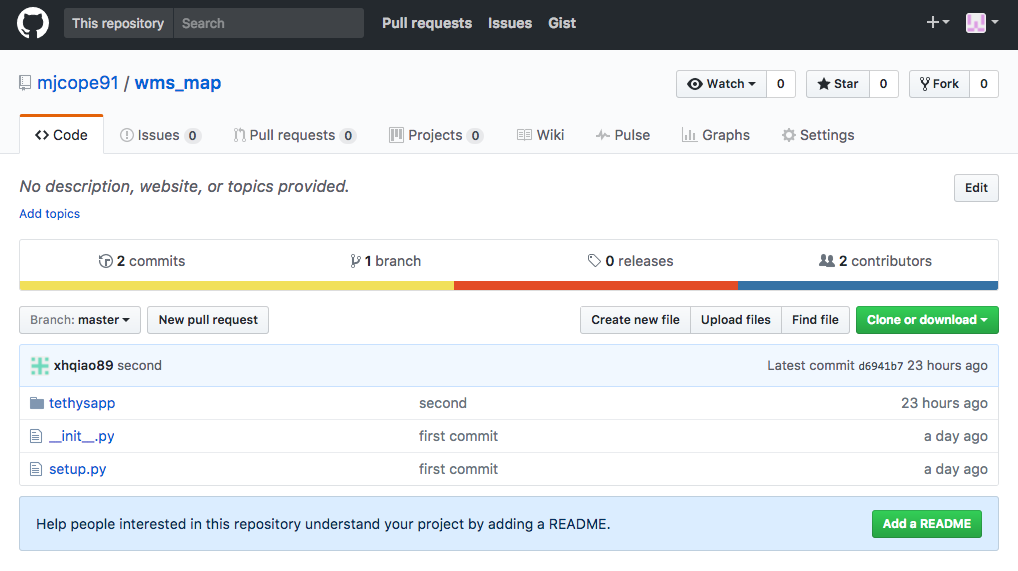 This repository Search Pull requests Issues Gist
mjcope91 / wms_map Watch 0 Star 0 Fork 0
Code Issues 0 Pull requests 0 Projects 0 Wiki Pulse Graphs Settings
No description, website, or topics provided. Edit
Add topics
2 commits 1 branch 0 releases 2 contributors
Branch: master New pull request Create new file Upload files Find file Clone or download
xhqiao89 second Latest commit d6941b7 23 hours ago
tethysapp second 23 hours ago
__init__.py first commit a day ago
setup.py first commit a day ago
Help people interested in this repository understand your project by adding a README. Add a README